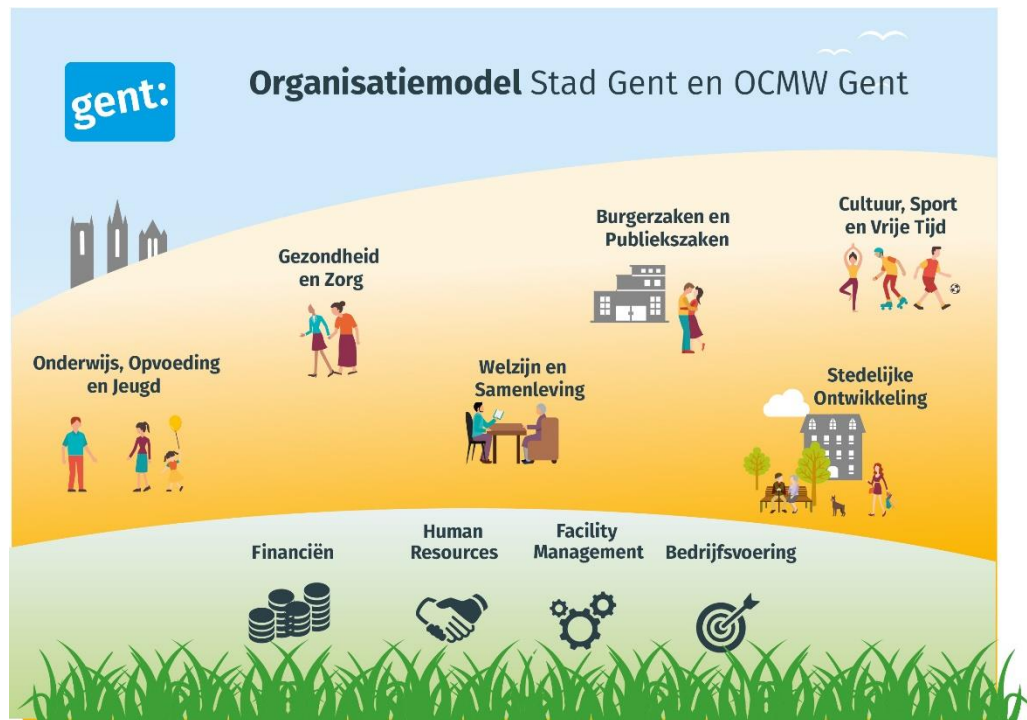 gent:
Organisatiemodel Stad Gent en OCMW Gent
Cultuur, Sport
en Vrije Tijd
Burgerzaken en
Publiekszaken
Gezondheid
en Zorg
Onderwijs, Opvoeding
en Jeugd
Welzijn en
Samenleving
Stedelijke
Ontwikkeling
Financiën
Human
Resources
Facility
Management
Bedrijfsvoering